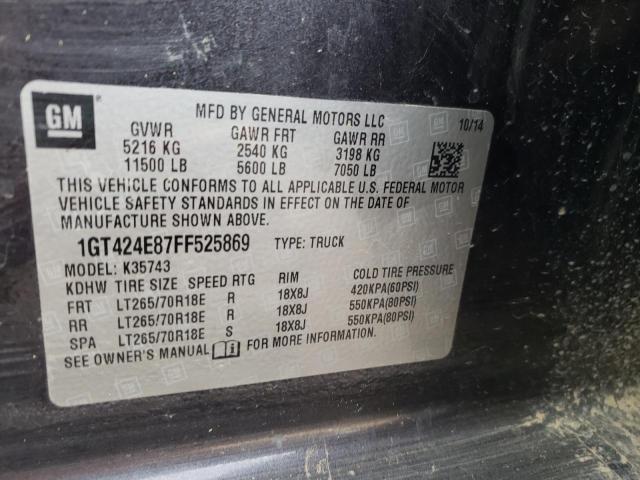 GM
MFD BY GENERAL MOTORS LLC
10/14
GVWR GAWR FRT GAWR RR
5216 KG 2540 KG 3198 KG
11500 LB 5600 LB 7050 LB
THIS VEHICLE CONFORMS TO ALL APPLICABLE U.S. FEDERAL MOTOR
VEHICLE SAFETY STANDARDS IN EFFECT ON THE DATE OF
MANUFACTURE SHOWN ABOVE.
1GT424E87FF525869 TYPE: TRUCK
MODEL: K35743
KDHW TIRE SIZE SPEED RTG RIM COLD TIRE PRESSURE
FRT LT265/70R18E R 18X8J 420KPA(60PSI)
RR LT265/70R18E R 18X8J 550KPA(80PSI)
SPA LT265/70R18E S 18X8J 550KPA(80PSI)
SEE OWNER'S MANUAL FOR MORE INFORMATION.